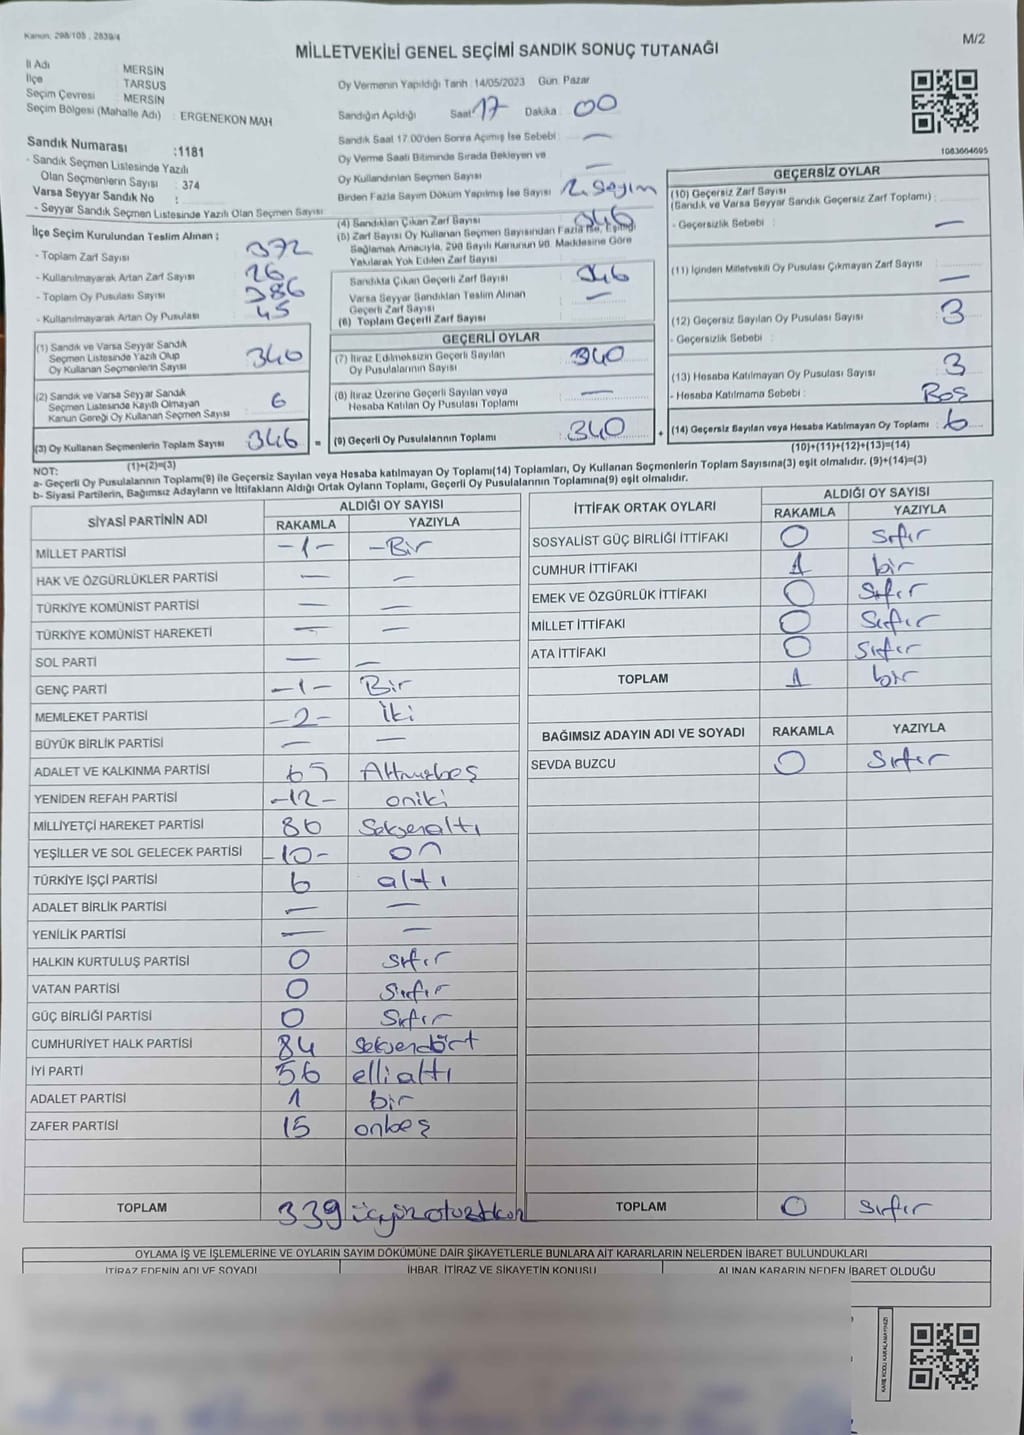 Kanun, 298/105 , 2839/4
M/2
MİLLETVEKİLİ GENEL SEÇİMİ SANDIK SONUÇ TUTANAĞI
İl Adı : MERSİN
İlçe : TARSUS
Seçim Çevresi : MERSİN
Seçim Bölgesi (Mahalle Adı) : ERGENEKON MAH
Sandık Numarası :1181
- Sandık Seçmen Listesinde Yazılı
Olan Seçmenlerin Sayısı : 374
Varsa Seyyar Sandık No :
- Seyyar Sandık Seçmen Listesinde Yazılı Olan Seçmen Sayısı
Oy Vermenin Yapıldığı Tarih :14/05/2023 Gün: Pazar
Sandığın Açıldığı Saat: 17 Dakika : 00
Sandık Saat 17.00'den Sonra Açımış İse Sebebi : —
Oy Verme Saati Bitiminde Sırada Bekleyen ve
Oy Kullandırılan Seçmen Sayısı —
Birden Fazla Sayım Döküm Yapılmış İse Sayısı 2. Sayım
1083664695
İlçe Seçim Kurulundan Teslim Alınan ;
- Toplam Zarf Sayısı 372
- Kullanılmayarak Artan Zarf Sayısı 26
- Toplam Oy Pusulası Sayısı 386
- Kullanılmayarak Artan Oy Pusulası 45
(1) Sandık ve Varsa Seyyar Sandık
Seçmen Listesinde Yazılı Olup
Oy Kullanan Seçmenlerin Sayısı 340
(2) Sandık ve Varsa Seyyar Sandık
Seçmen Listesinde Kayıtlı Olmayan
Kanun Gereği Oy Kullanan Seçmen Sayısı 6
(3) Oy Kullanan Seçmenlerin Toplam Sayısı 346
(1)+(2)=(3)
(4) Sandıktan Çıkan Zarf Sayısı 346
(5) Zarf Sayısı Oy Kullanan Seçmen Sayısından Fazla İse, Eşitliği
Sağlamak Amacıyla, 298 Sayılı Kanunun 98. Maddesine Göre
Yakılarak Yok Edilen Zarf Sayısı
Sandıkta Çıkan Geçerli Zarf Sayısı 346
Varsa Seyyar Sandıktan Teslim Alınan
Geçerli Zarf Sayısı —
(6) Toplam Geçerli Zarf Sayısı
GEÇERLİ OYLAR
(7) İtiraz Edilmeksizin Geçerli Sayılan
Oy Pusulalarının Sayısı 340
(8) İtiraz Üzerine Geçerli Sayılan veya
Hesaba Katılan Oy Pusulası Toplamı —
= (9) Geçerli Oy Pusulalarının Toplamı 340
GEÇERSİZ OYLAR
(10) Geçersiz Zarf Sayısı
(Sandık ve Varsa Seyyar Sandık Geçersiz Zarf Toplamı) :
- Geçersizlik Sebebi : —
(11) İçinden Milletvekili Oy Pusulası Çıkmayan Zarf Sayısı —
(12) Geçersiz Sayılan Oy Pusulası Sayısı 3
- Geçersizlik Sebebi :
(13) Hesaba Katılmayan Oy Pusulası Sayısı 3
- Hesaba Katılmama Sebebi : Boş
+ (14) Geçersiz Sayılan veya Hesaba Katılmayan Oy Toplamı : 6
(10)+(11)+(12)+(13)=(14)
NOT:
a- Geçerli Oy Pusulalarının Toplamı(9) ile Geçersiz Sayılan veya Hesaba katılmayan Oy Toplamı(14) Toplamları, Oy Kullanan Seçmenlerin Toplam Sayısına(3) eşit olmalıdır. (9)+(14)=(3)
b- Siyasi Partilerin, Bağımsız Adayların ve İttifakların Aldığı Ortak Oyların Toplamı, Geçerli Oy Pusulalarının Toplamına(9) eşit olmalıdır.
SİYASİ PARTİNİN ADI ALDIĞI OY SAYISI
RAKAMLA YAZIYLA
MİLLET PARTİSİ -1- -Bir
HAK VE ÖZGÜRLÜKLER PARTİSİ — —
TÜRKİYE KOMÜNİST PARTİSİ — —
TÜRKİYE KOMÜNİST HAREKETİ — —
SOL PARTİ — —
GENÇ PARTİ -1- Bir
MEMLEKET PARTİSİ -2- İki
BÜYÜK BİRLİK PARTİSİ — —
ADALET VE KALKINMA PARTİSİ 65 Altmışbeş
YENİDEN REFAH PARTİSİ -12- oniki
MİLLİYETÇİ HAREKET PARTİSİ 86 Seksenaltı
YEŞİLLER VE SOL GELECEK PARTİSİ -10- on
TÜRKİYE İŞÇİ PARTİSİ 6 altı
ADALET BİRLİK PARTİSİ — —
YENİLİK PARTİSİ — —
HALKIN KURTULUŞ PARTİSİ 0 sıfır
VATAN PARTİSİ 0 Sıfır
GÜÇ BİRLİĞİ PARTİSİ 0 Sıfır
CUMHURİYET HALK PARTİSİ 84 Seksendört
İYİ PARTİ 56 elli altı
ADALET PARTİSİ 1 bir
ZAFER PARTİSİ 15 onbeş
TOPLAM 339
İTTİFAK ORTAK OYLARI ALDIĞI OY SAYISI
RAKAMLA YAZIYLA
SOSYALİST GÜÇ BİRLİĞİ İTTİFAKI 0 Sıfır
CUMHUR İTTİFAKI 1 bir
EMEK VE ÖZGÜRLÜK İTTİFAKI 0 Sıfır
MİLLET İTTİFAKI 0 Sıfır
ATA İTTİFAKI 0 Sıfır
TOPLAM 1 bir
BAĞIMSIZ ADAYIN ADI VE SOYADI RAKAMLA YAZIYLA
SEVDA BUZCU 0 Sıfır
TOPLAM 0 Sıfır
OYLAMA İŞ VE İŞLEMLERİNE VE OYLARIN SAYIM DÖKÜMÜNE DAİR ŞİKAYETLERLE BUNLARA AİT KARARLARIN NELERDEN İBARET BULUNDUKLARI
İTİRAZ EDENİN ADI VE SOYADI İHBAR, İTİRAZ VE ŞİKAYETİN KONUSU ALINAN KARARIN NEDEN İBARET OLDUĞU
KARE KODU KARALAMAYINIZ!